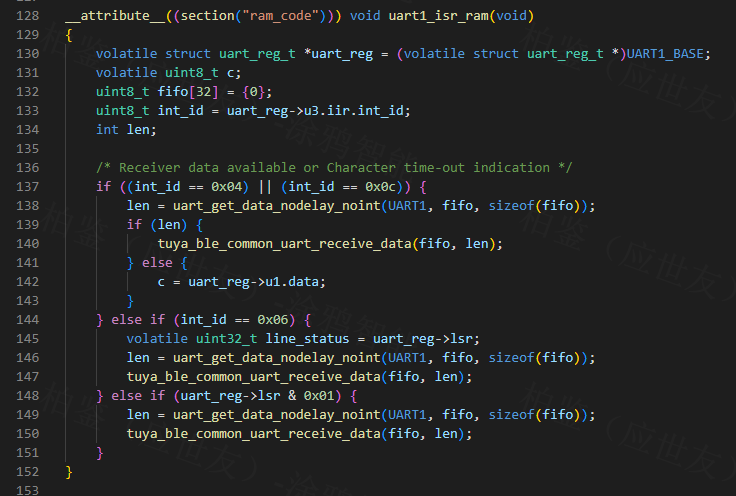 128 __attribute__((section("ram_code"))) void uart1_isr_ram(void)
129 {
130     volatile struct uart_reg_t *uart_reg = (volatile struct uart_reg_t *)UART1_BASE;
131     volatile uint8_t c;
132     uint8_t fifo[32] = {0};
133     uint8_t int_id = uart_reg->u3.iir.int_id;
134     int len;
135
136     /* Receiver data available or Character time-out indication */
137     if ((int_id == 0x04) || (int_id == 0x0c)) {
138         len = uart_get_data_nodelay_noint(UART1, fifo, sizeof(fifo));
139         if (len) {
140             tuya_ble_common_uart_receive_data(fifo, len);
141         } else {
142             c = uart_reg->u1.data;
143         }
144     } else if (int_id == 0x06) {
145         volatile uint32_t line_status = uart_reg->lsr;
146         len = uart_get_data_nodelay_noint(UART1, fifo, sizeof(fifo));
147         tuya_ble_common_uart_receive_data(fifo, len);
148     } else if (uart_reg->lsr & 0x01) {
149         len = uart_get_data_nodelay_noint(UART1, fifo, sizeof(fifo));
150         tuya_ble_common_uart_receive_data(fifo, len);
151     }
152 }
153